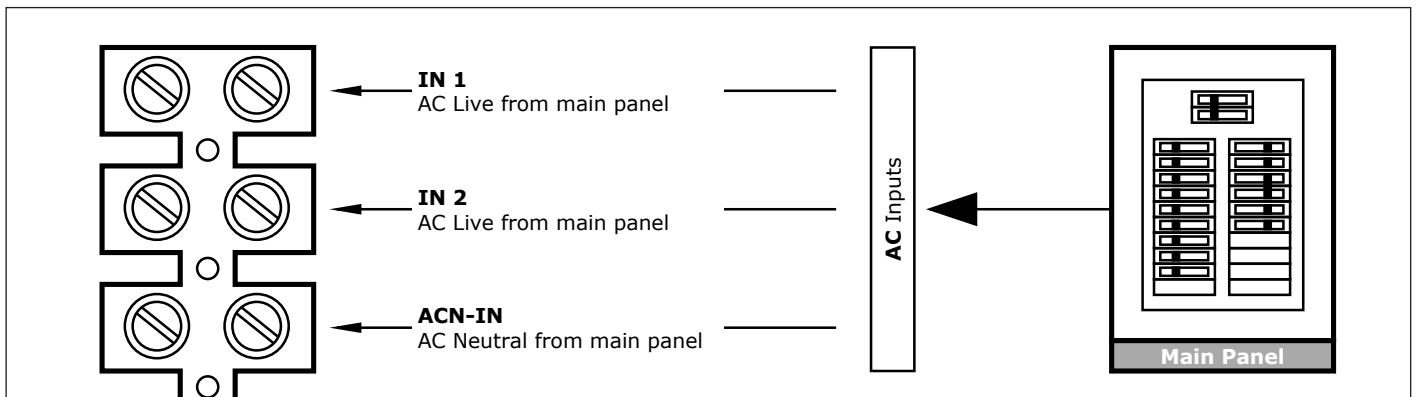 IN 1
AC Live from main panel
IN 2
AC Live from main panel
ACN-IN
AC Neutral from main panel
AC Inputs
Main Panel